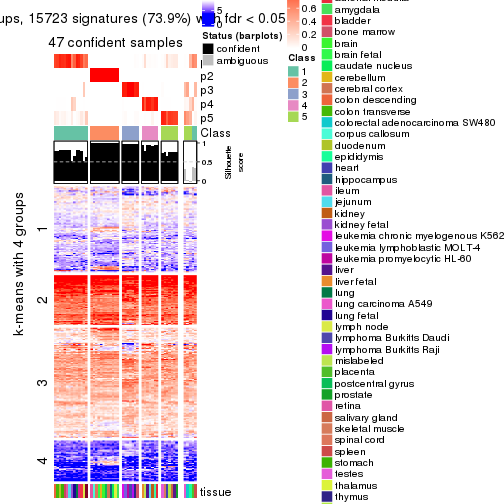 ups, 15723 signatures (73.9%) with fdr < 0.05
47 confident samples
p2
p3
p4
p5
Class
1
0.5
0
Silhouette
score
k-means with 4 groups
1
2
3
4
tissue
5
0
Status (barplots)
confident
ambiguous
0.6
0.4
0.2
0
Class
1
2
3
4
5
amygdala
bladder
bone marrow
brain
brain fetal
caudate nucleus
cerebellum
cerebral cortex
colon descending
colon transverse
colorectal adenocarcinoma SW480
corpus callosum
duodenum
epididymis
heart
hippocampus
ileum
jejunum
kidney
kidney fetal
leukemia chronic myelogenous K562
leukemia lymphoblastic MOLT-4
leukemia promyelocytic HL-60
liver
liver fetal
lung
lung carcinoma A549
lung fetal
lymph node
lymphoma Burkitts Daudi
lymphoma Burkitts Raji
mislabeled
placenta
postcentral gyrus
prostate
retina
salivary gland
skeletal muscle
spinal cord
spleen
stomach
testes
thalamus
thymus